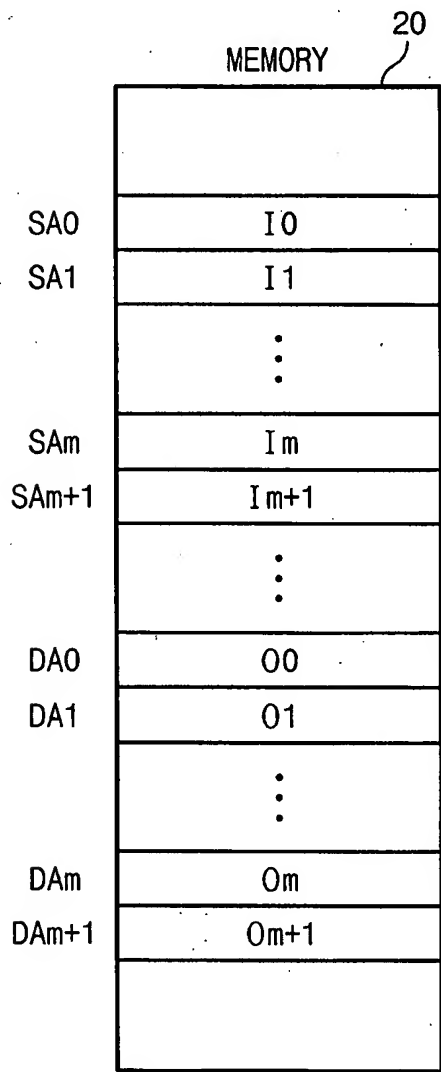 20
MEMORY
SA0 I0
SA1 I1
⋮
SAm Im
SAm+1 Im+1
⋮
DA0 O0
DA1 O1
⋮
DAm Om
DAm+1 Om+1